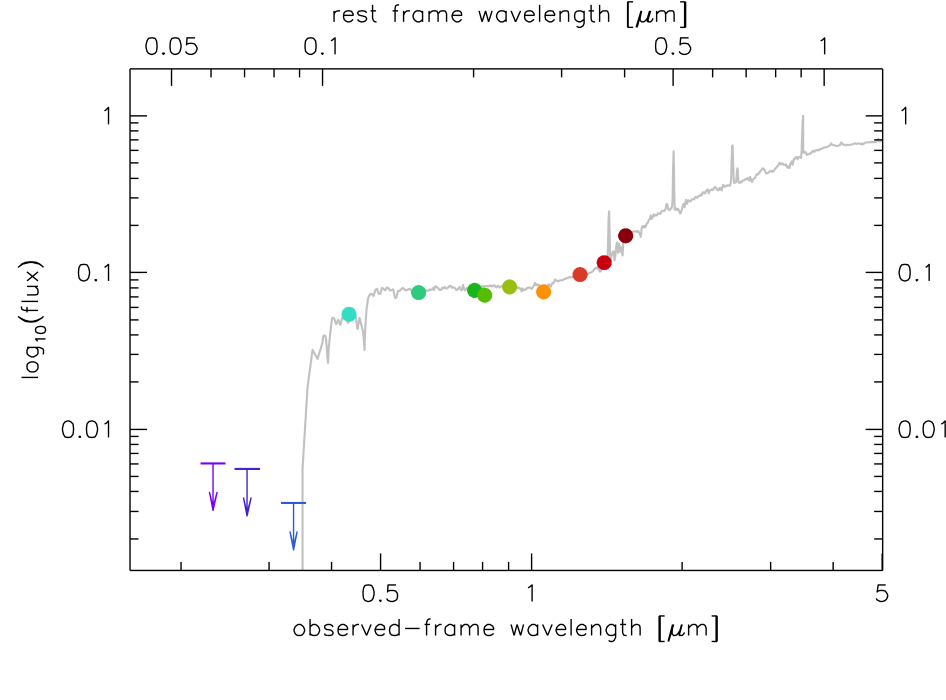 rest frame wavelength [μm]
0.05 0.1 0.5 1
1 1
0.1 0.1
log₁₀(flux)
0.01 0.01
0.5 1 5
observed-frame wavelength [μm]